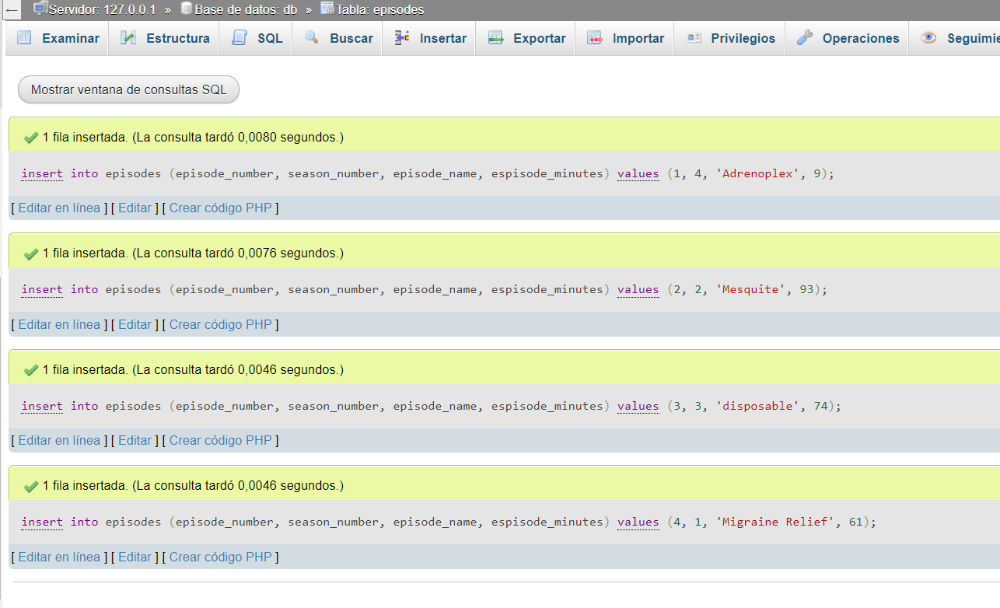 ← Servidor: 127.0.0.1 » Base de datos: db » Tabla: episodes
Examinar Estructura SQL Buscar Insertar Exportar Importar Privilegios Operaciones Seguimie
Mostrar ventana de consultas SQL
1 fila insertada. (La consulta tardó 0,0080 segundos.)
insert into episodes (episode_number, season_number, episode_name, espisode_minutes) values (1, 4, 'Adrenoplex', 9);
[ Editar en línea ] [ Editar ] [ Crear código PHP ]
1 fila insertada. (La consulta tardó 0,0076 segundos.)
insert into episodes (episode_number, season_number, episode_name, espisode_minutes) values (2, 2, 'Mesquite', 93);
[ Editar en línea ] [ Editar ] [ Crear código PHP ]
1 fila insertada. (La consulta tardó 0,0046 segundos.)
insert into episodes (episode_number, season_number, episode_name, espisode_minutes) values (3, 3, 'disposable', 74);
[ Editar en línea ] [ Editar ] [ Crear código PHP ]
1 fila insertada. (La consulta tardó 0,0046 segundos.)
insert into episodes (episode_number, season_number, episode_name, espisode_minutes) values (4, 1, 'Migraine Relief', 61);
[ Editar en línea ] [ Editar ] [ Crear código PHP ]